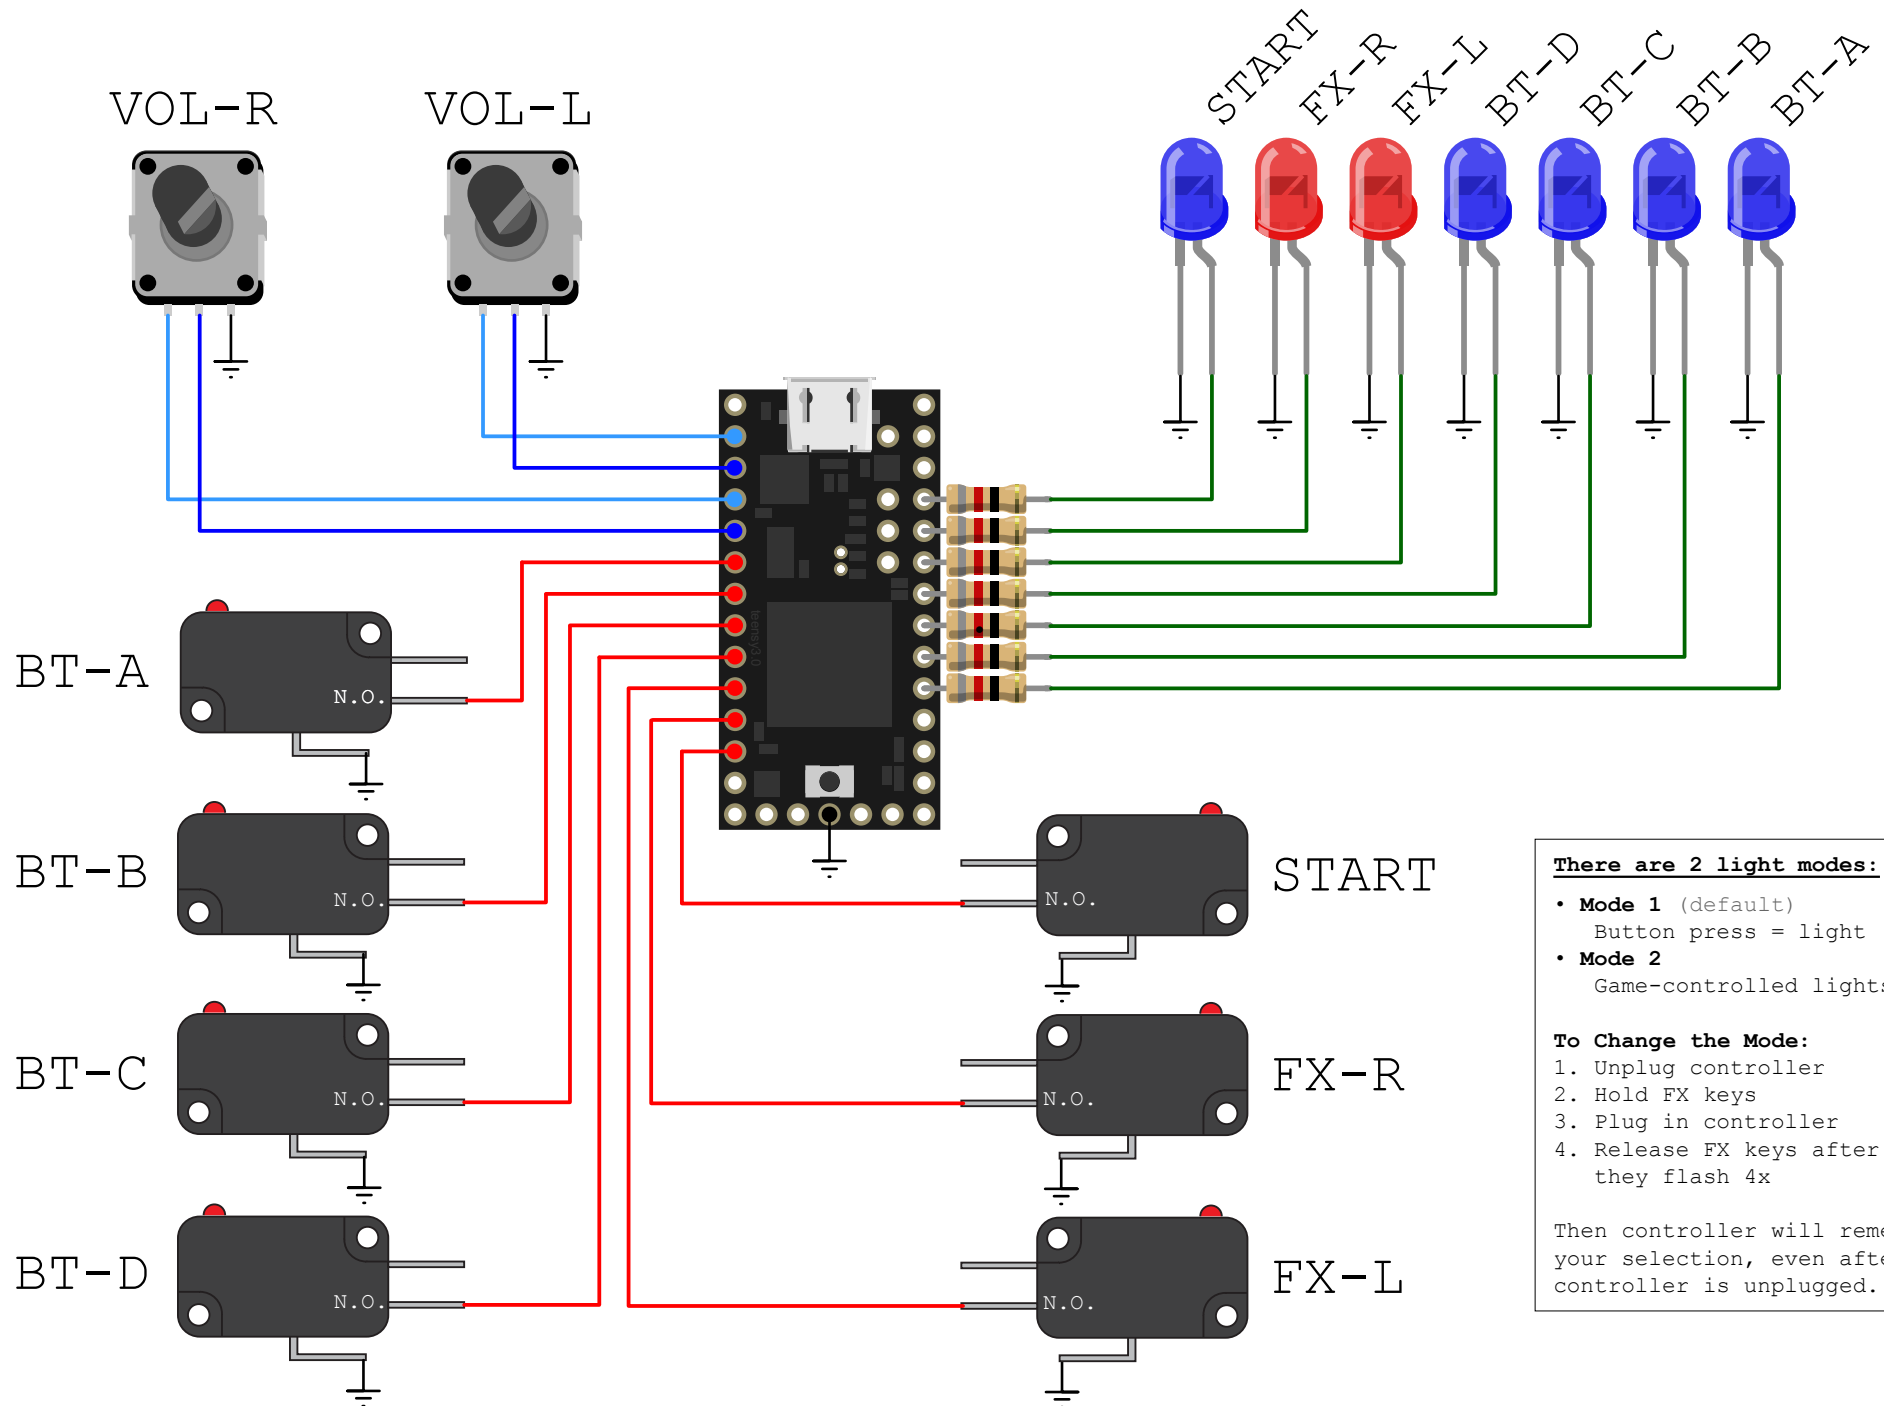 VOL-R
VOL-L
START
FX-R
FX-L
BT-D
BT-C
BT-B
BT-A
teensy3.0
BT-A
N.O.
BT-B
N.O.
BT-C
N.O.
BT-D
N.O.
START
N.O.
FX-R
N.O.
FX-L
N.O.
There are 2 light modes:
• Mode 1 (default)
Button press = light
• Mode 2
Game-controlled lights
To Change the Mode:
1. Unplug controller
2. Hold FX keys
3. Plug in controller
4. Release FX keys after
they flash 4x
Then controller will
your selection, even
controller is unplugged.